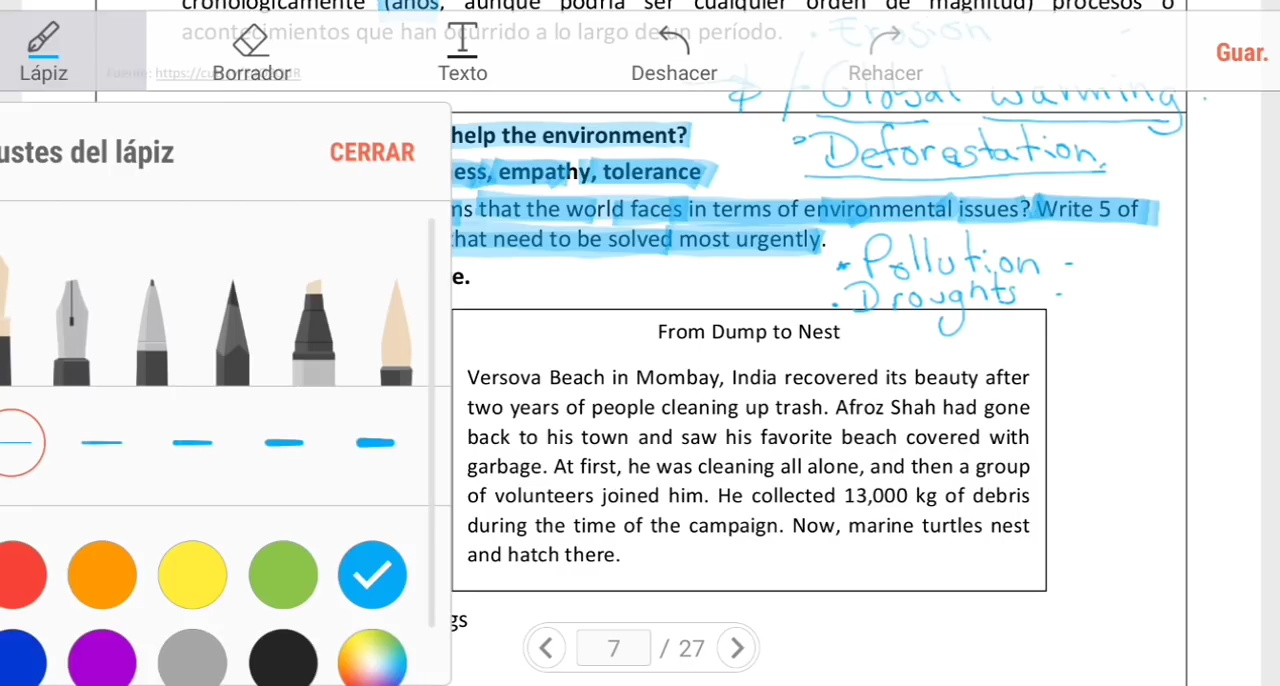 cronológicamente (años, aunque podría ser cualquier orden de magnitud) procesos o
acontecimientos que han ocurrido a lo largo de un período.
• Erosion
Lápiz
Borrador
Texto
Deshacer
Rehacer
Guar.
Fuente: https://cu
Global warming
ustes del lápiz
CERRAR
help the environment?
Deforestation.
ess, empathy, tolerance
ns that the world faces in terms of environmental issues? Write 5 of
hat need to be solved most urgently.
• Pollution -
e.
• Droughts -
From Dump to Nest
Versova Beach in Mombay, India recovered its beauty after
two years of people cleaning up trash. Afroz Shah had gone
back to his town and saw his favorite beach covered with
garbage. At first, he was cleaning all alone, and then a group
of volunteers joined him. He collected 13,000 kg of debris
during the time of the campaign. Now, marine turtles nest
and hatch there.
gs
7 / 27